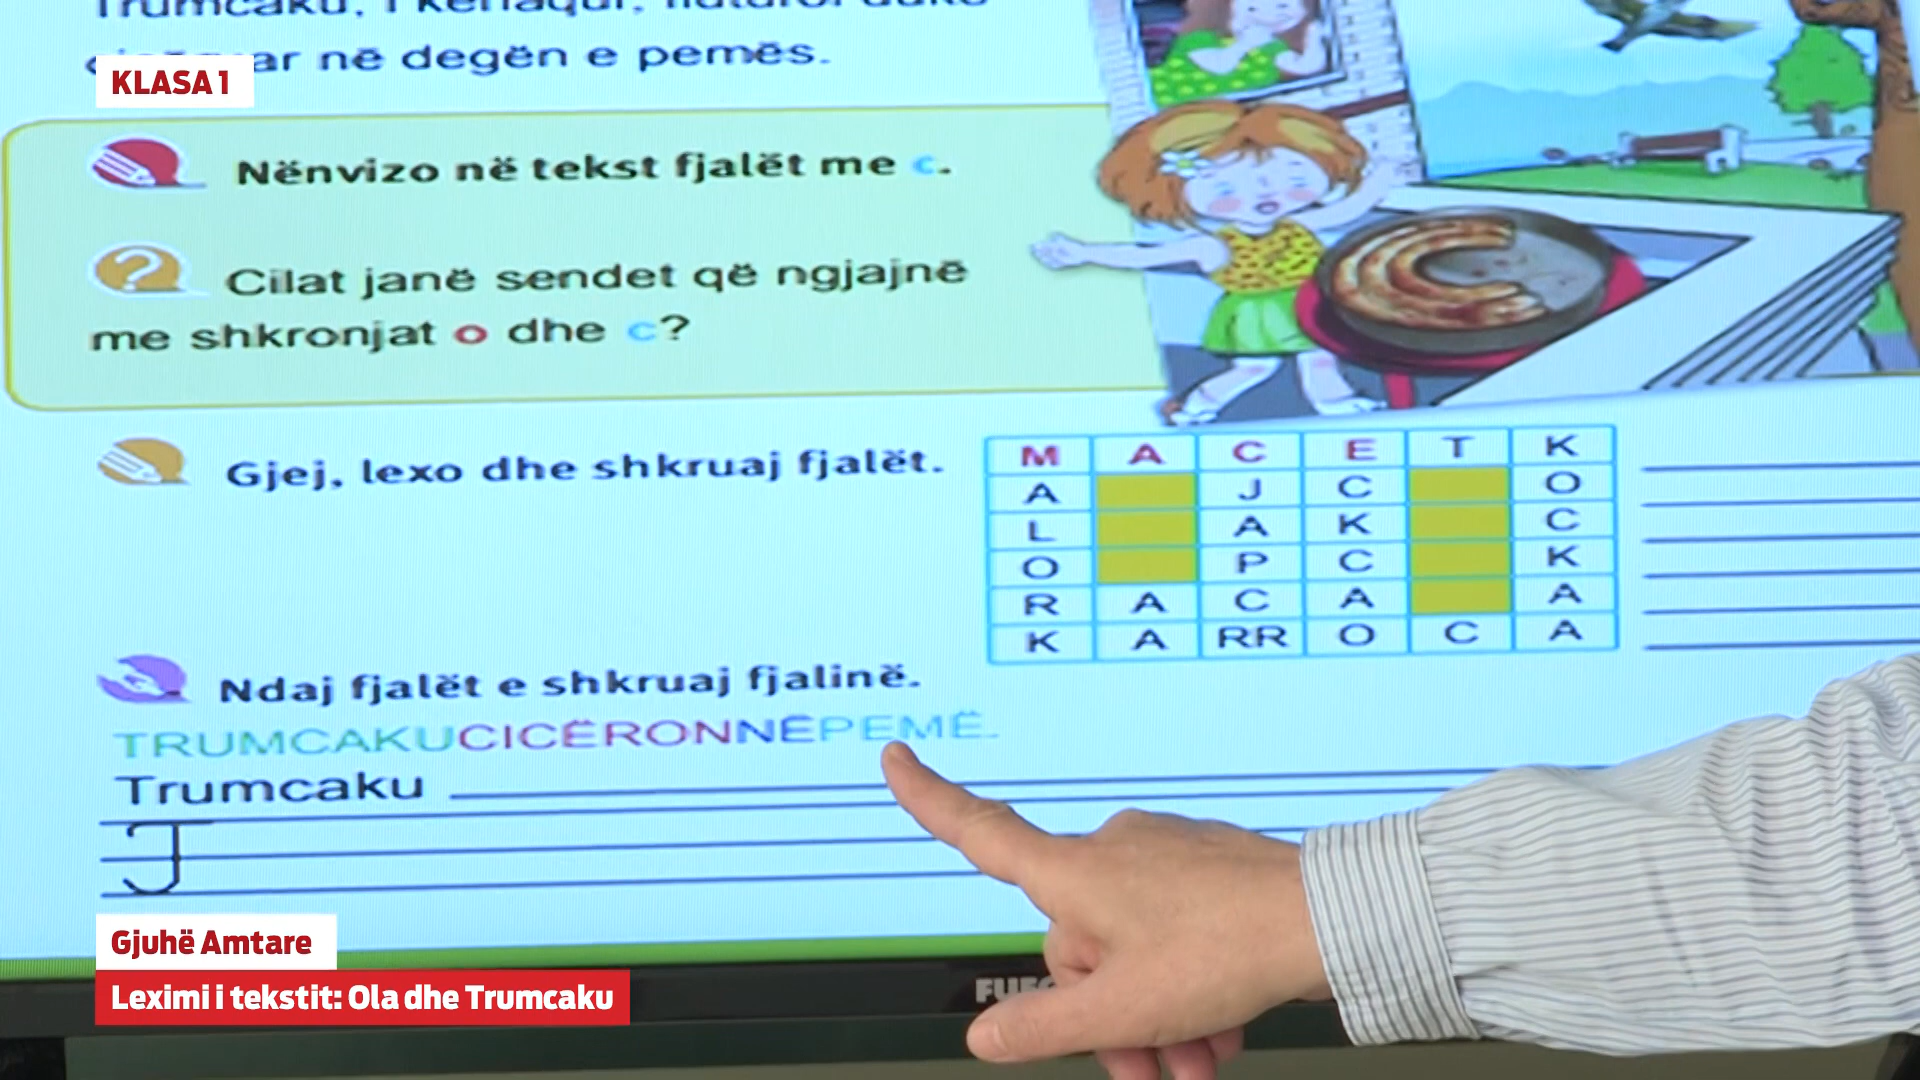 Trumcaku, i
në degën e pemës.
KLASA 1
Nënvizo në tekst fjalët me c.
Cilat janë sendet që ngjajnë
me shkronjat o dhe c?
Gjej, lexo dhe shkruaj fjalët.
M A C E T K
A J C O
L A K C
O P C K
R A C A A
K A RR O C A
Ndaj fjalët e shkruaj fjalinë.
TRUMCAKUCICËRONNËPEMË.
Trumcaku
T
Gjuhë Amtare
Leximi i tekstit: Ola dhe Trumcaku